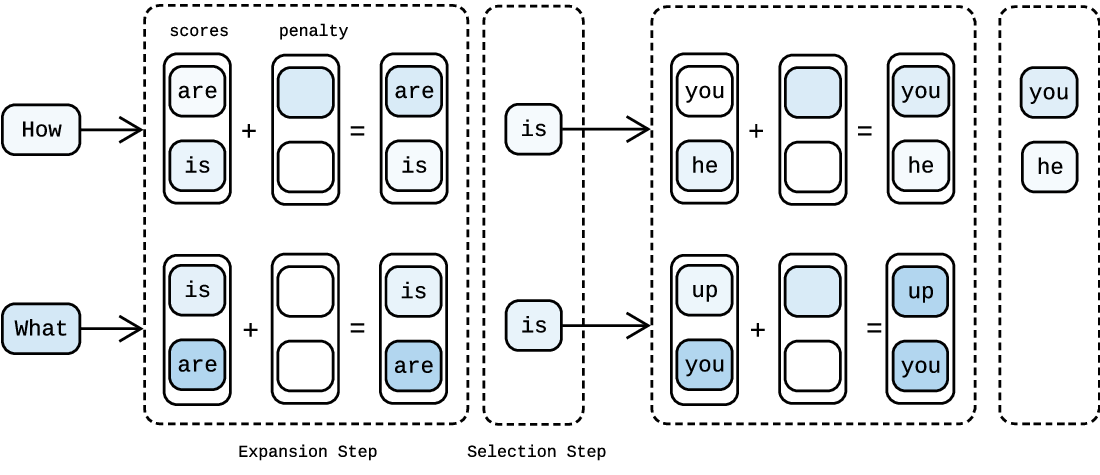 scores penalty
are are you you you
How + = is + =
is is he he he
is is up up
What + = is + =
are are you you
Expansion Step Selection Step